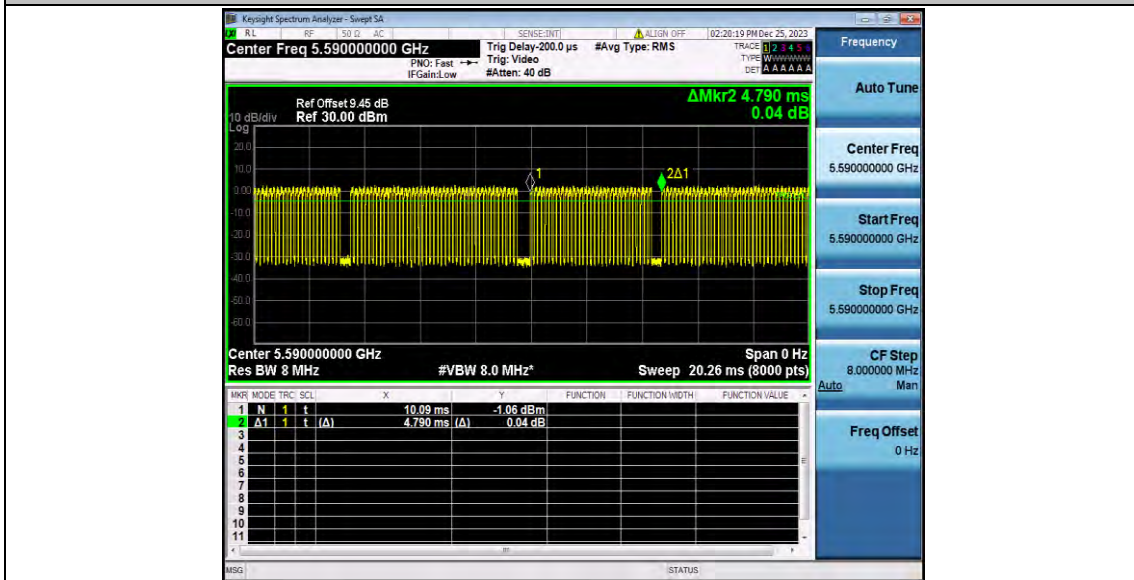 Keysight Spectrum Analyzer - Swept SA
RL RF 50 Ω AC SENSE:INT ALIGN OFF 02:20:19 PM Dec 25, 2023
Center Freq 5.590000000 GHz Trig Delay-200.0 µs #Avg Type: RMS TRACE 1 2 3 4 5 6
PNO: Fast Trig: Video TYPE WWWWWW
IFGain:Low #Atten: 40 dB DET A A A A A A
ΔMkr2 4.790 ms
0.04 dB
Ref Offset 9.45 dB
10 dB/div Ref 30.00 dBm
Log
20.0
10.0
0.00
-10.0
-20.0
-30.0
-40.0
-50.0
-60.0
1
2Δ1
Center 5.590000000 GHz Span 0 Hz
Res BW 8 MHz #VBW 8.0 MHz* Sweep 20.26 ms (8000 pts)
MKR MODE TRC SCL X Y FUNCTION FUNCTION WIDTH FUNCTION VALUE
1 N 1 t 10.09 ms -1.06 dBm
2 Δ1 1 t (Δ) 4.790 ms (Δ) 0.04 dB
3
4
5
6
7
8
9
10
11
MSG STATUS
Frequency
Auto Tune
Center Freq
5.590000000 GHz
Start Freq
5.590000000 GHz
Stop Freq
5.590000000 GHz
CF Step
8.000000 MHz
Auto Man
Freq Offset
0 Hz